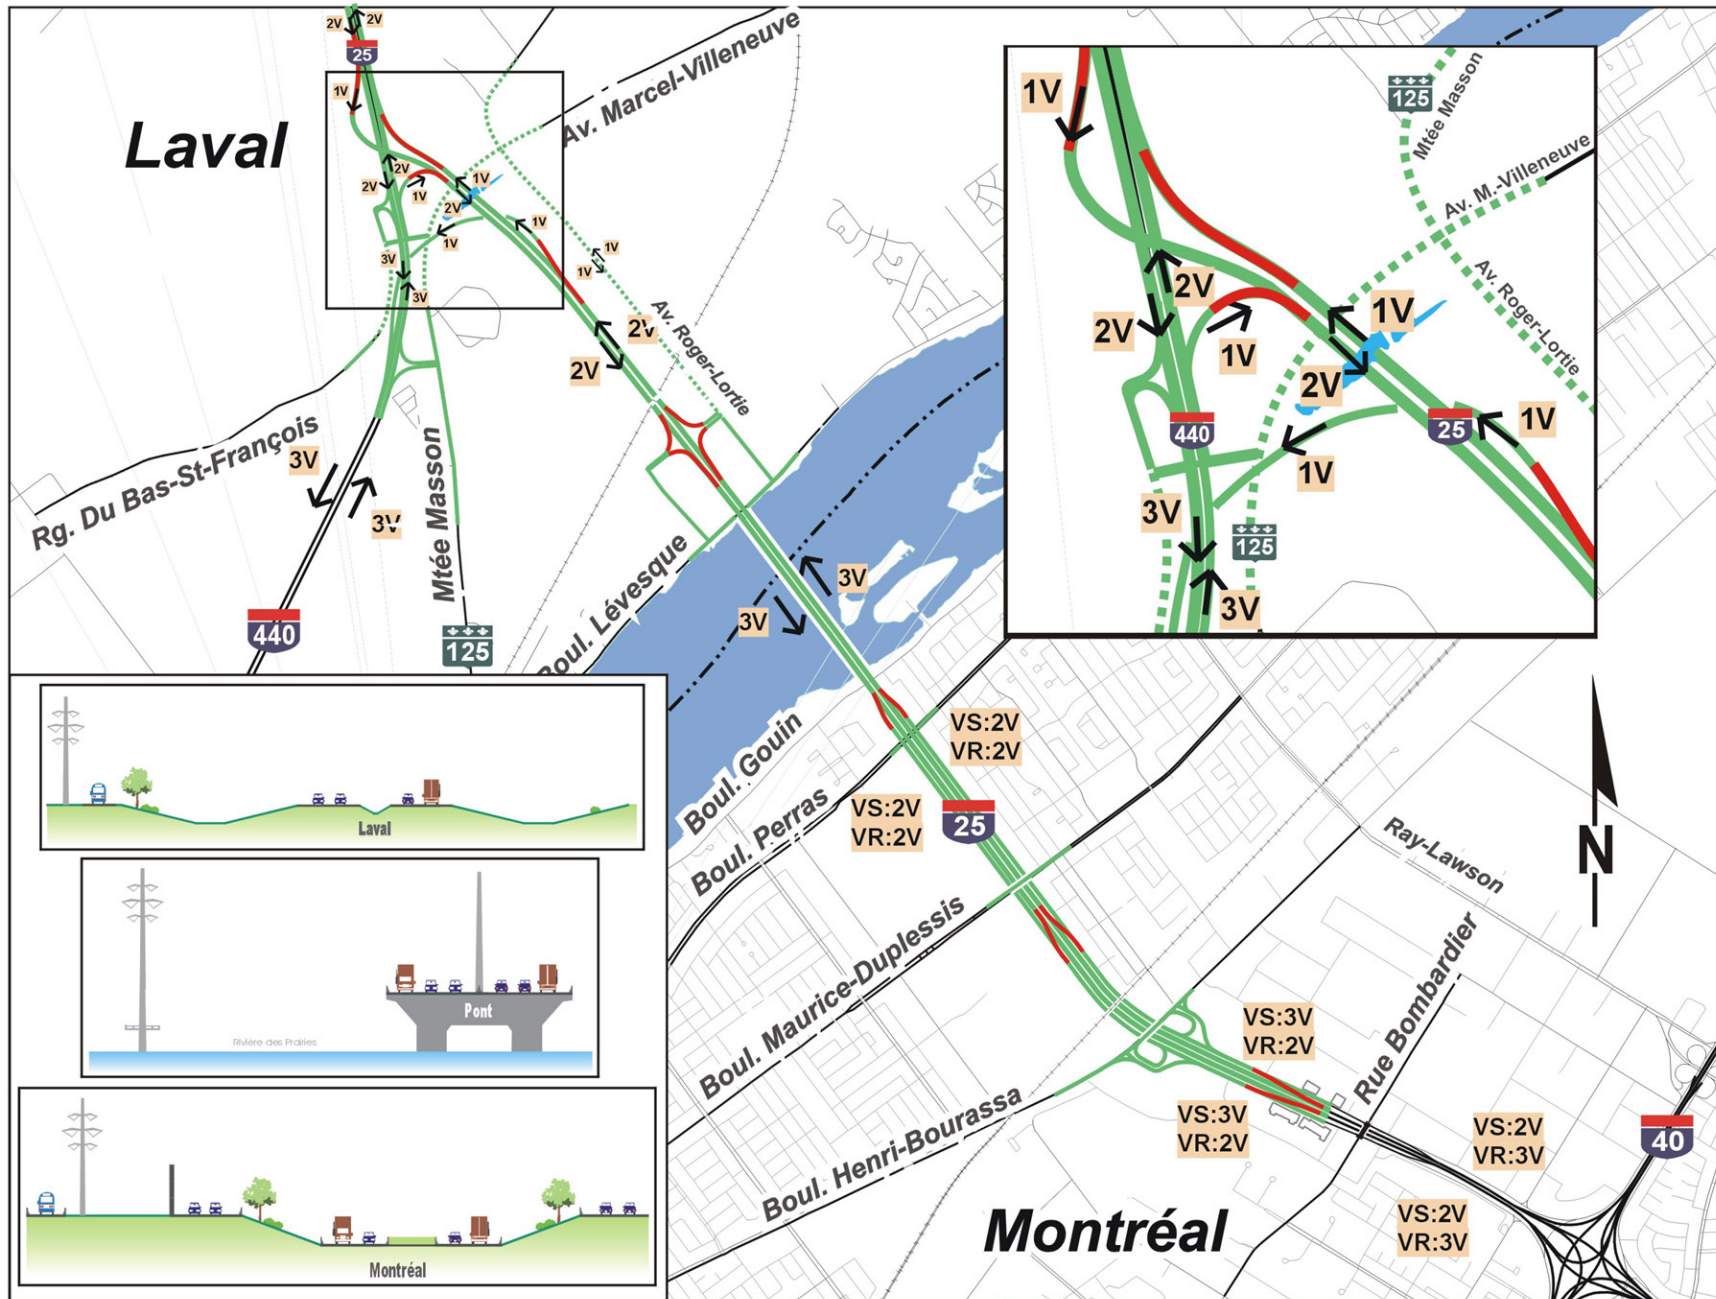 2V
2V
25
1V
Laval
Av. Marcel-Villeneuve
2V
2V
1V
1V
2V
1V
1V
3V
3V
1V
1V
Av. Roger-Lortie
2V
2V
Rg. Du Bas-St-François
3V
3V
Mtée Masson
440
125
Boul. Lévesque
3V
3V
1V
125
Mtée Masson
Av. M.-Villeneuve
Av. Roger-Lortie
2V
2V
1V
1V
2V
440
25
1V
1V
3V
125
3V
Laval
Pont
Rivière des Prairies
Montréal
Boul. Gouin
VS:2V
VR:2V
Boul. Perras
VS:2V
VR:2V
25
Boul. Maurice-Duplessis
Ray-Lawson
N
Rue Bombardier
VS:3V
VR:2V
Boul. Henri-Bourassa
VS:3V
VR:2V
VS:2V
VR:3V
40
VS:2V
VR:3V
Montréal